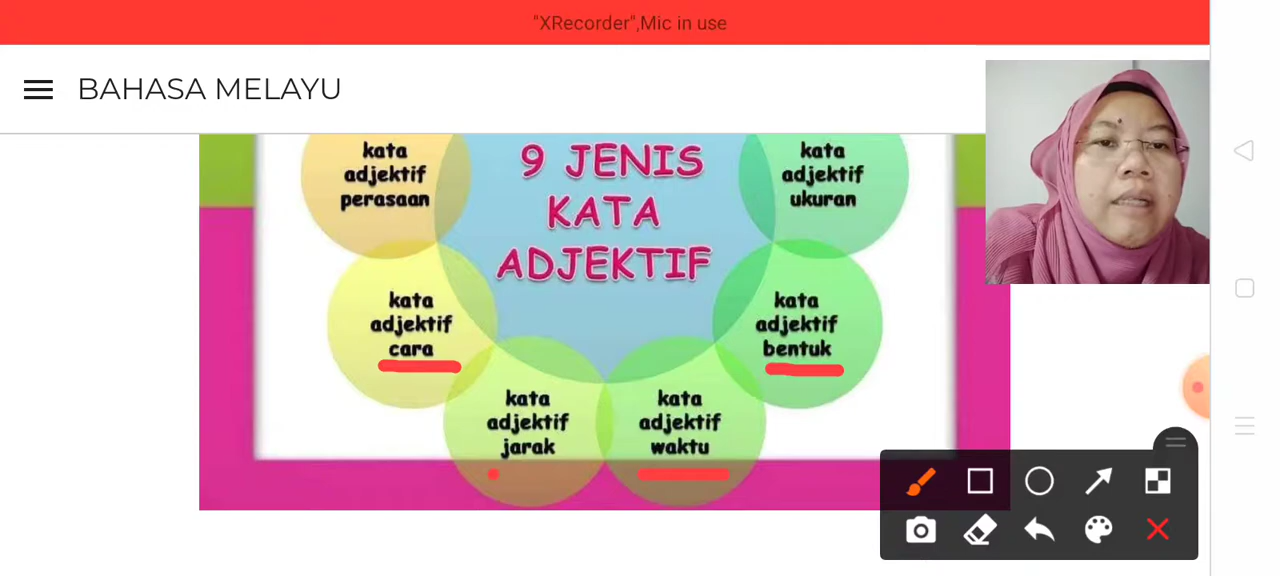 "XRecorder",Mic in use
BAHASA MELAYU
9 JENIS
KATA
ADJEKTIF
kata
adjektif
perasaan
kata
adjektif
cara
kata
adjektif
jarak
kata
adjektif
waktu
kata
adjektif
bentuk
kata
adjektif
ukuran